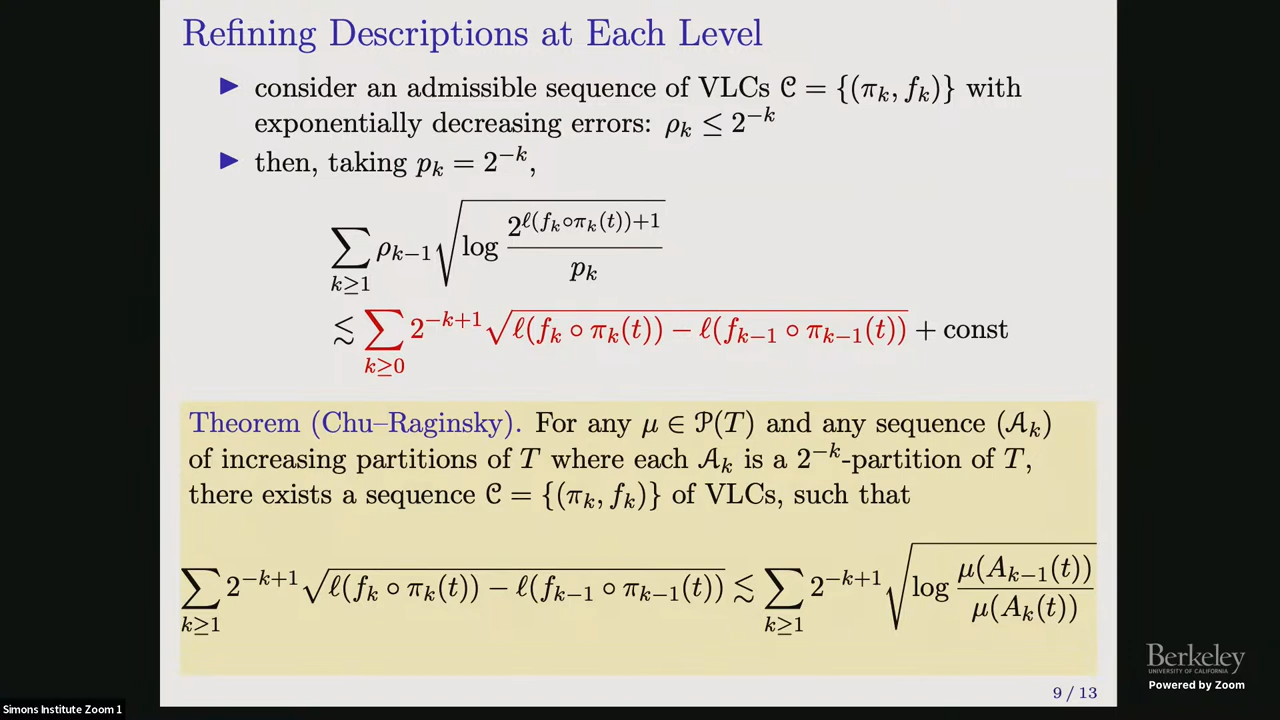 Refining Descriptions at Each Level
▶ consider an admissible sequence of VLCs 𝒞 = {(π_k, f_k)} with
exponentially decreasing errors: ρ_k ≤ 2^{-k}
▶ then, taking p_k = 2^{-k},
∑_{k≥1} ρ_{k−1} √(log (2^{ℓ(f_k∘π_k(t))+1} / p_k))
≲ ∑_{k≥0} 2^{-k+1} √(ℓ(f_k ∘ π_k(t)) − ℓ(f_{k−1} ∘ π_{k−1}(t))) + const
Theorem (Chu–Raginsky). For any μ ∈ 𝒫(T) and any sequence (𝒜_k)
of increasing partitions of T where each 𝒜_k is a 2^{-k}-partition of T,
there exists a sequence 𝒞 = {(π_k, f_k)} of VLCs, such that
∑_{k≥1} 2^{-k+1} √(ℓ(f_k ∘ π_k(t)) − ℓ(f_{k−1} ∘ π_{k−1}(t))) ≲ ∑_{k≥1} 2^{-k+1} √(log (μ(A_{k−1}(t)) / μ(A_k(t))))
9 / 13
Berkeley
UNIVERSITY OF CALIFORNIA
Powered by Zoom
Simons Institute Zoom 1